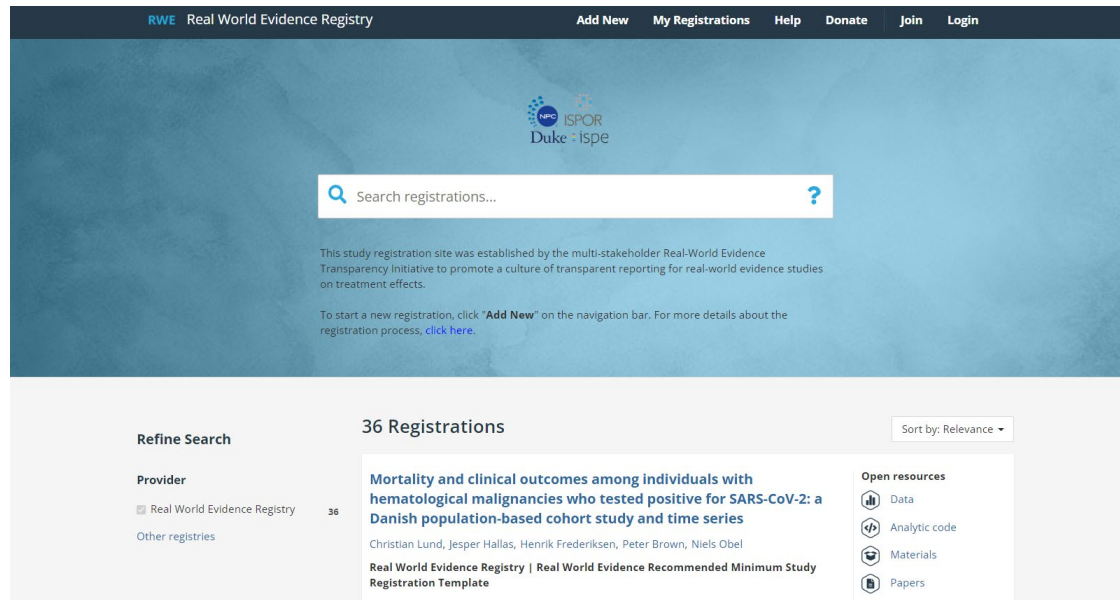 RWE Real World Evidence Registry
Add New My Registrations Help Donate Join Login
NPC ISPOR
Duke ispe
Search registrations... ?
This study registration site was established by the multi-stakeholder Real-World Evidence
Transparency Initiative to promote a culture of transparent reporting for real-world evidence studies
on treatment effects.
To start a new registration, click "Add New" on the navigation bar. For more details about the
registration process, click here.
Refine Search
Provider
Real World Evidence Registry 36
Other registries
36 Registrations
Sort by: Relevance
Mortality and clinical outcomes among individuals with
hematological malignancies who tested positive for SARS-CoV-2: a
Danish population-based cohort study and time series
Christian Lund, Jesper Hallas, Henrik Frederiksen, Peter Brown, Niels Obel
Real World Evidence Registry | Real World Evidence Recommended Minimum Study
Registration Template
Open resources
Data
Analytic code
Materials
Papers